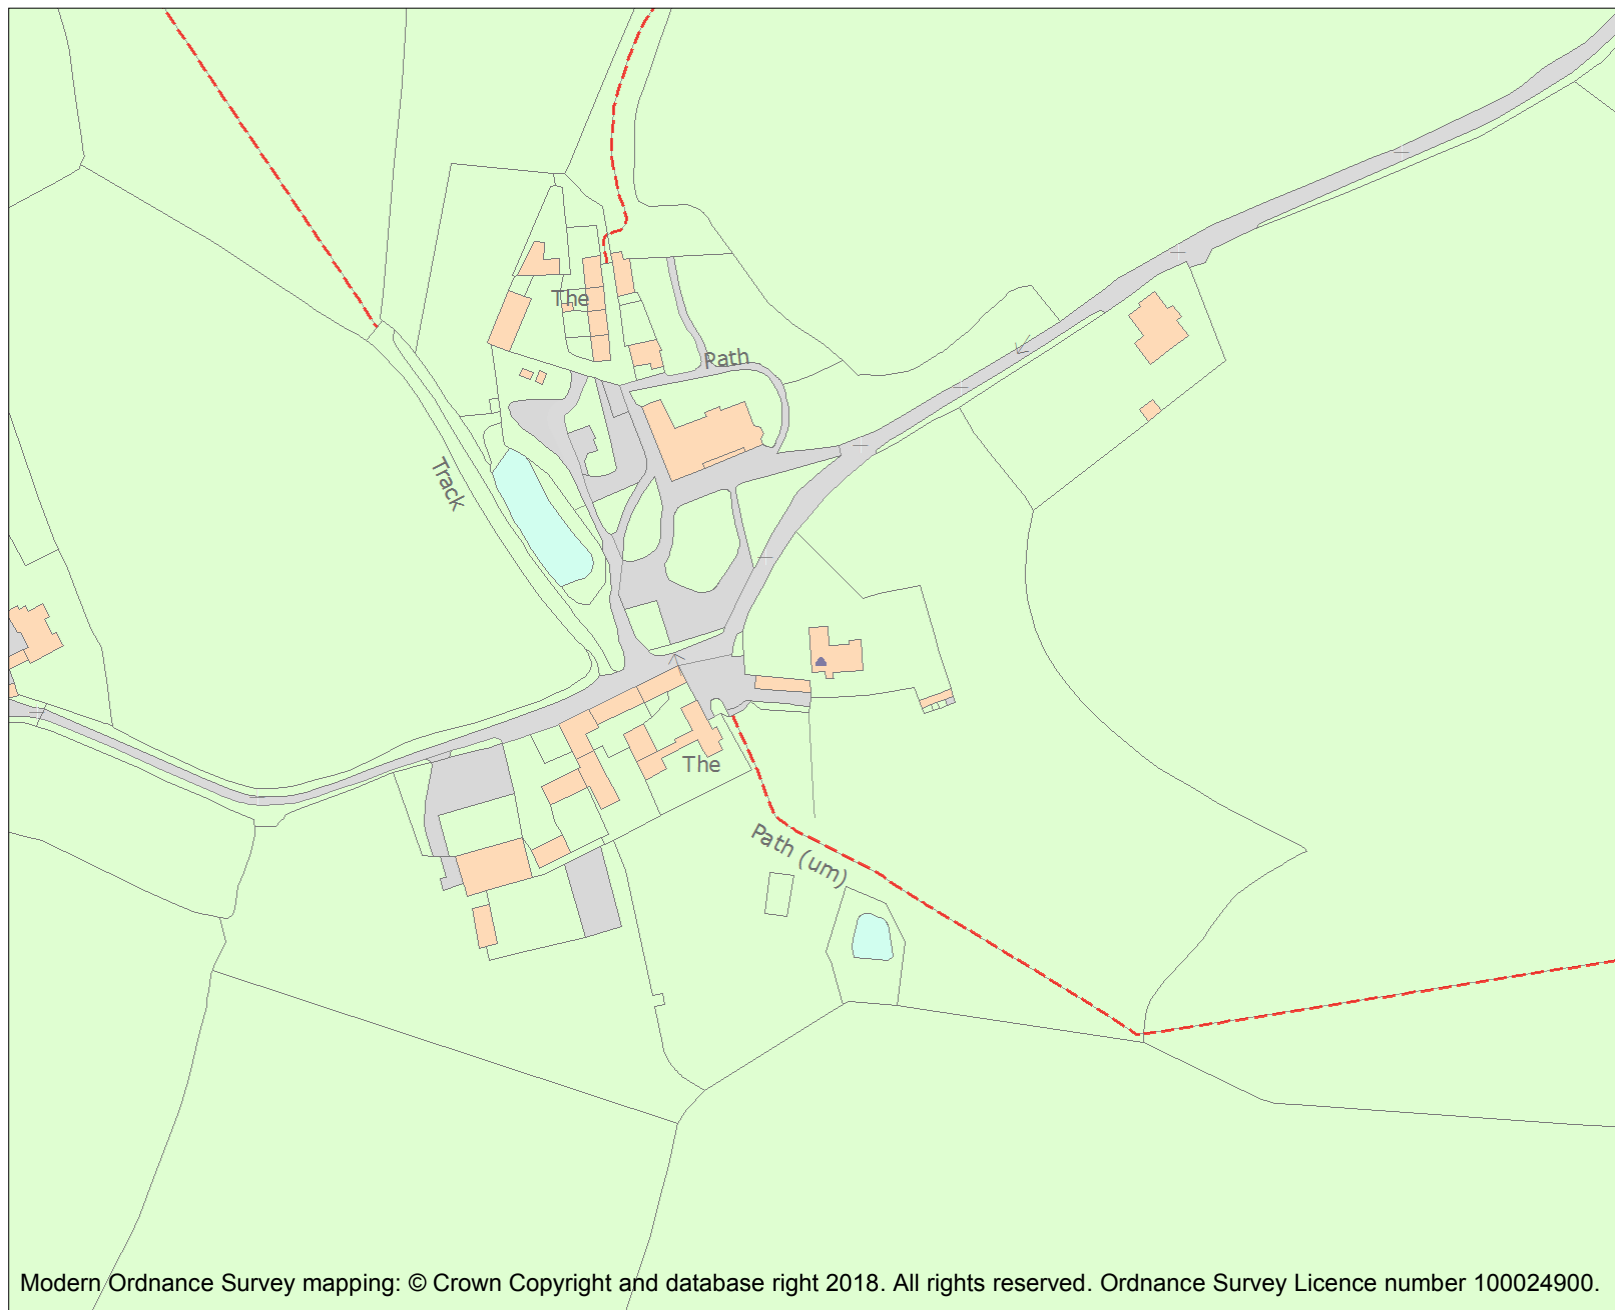 The
Path
Track
The
Path (um)
Modern Ordnance Survey mapping: © Crown Copyright and database right 2018. All rights reserved. Ordnance Survey Licence number 100024900.